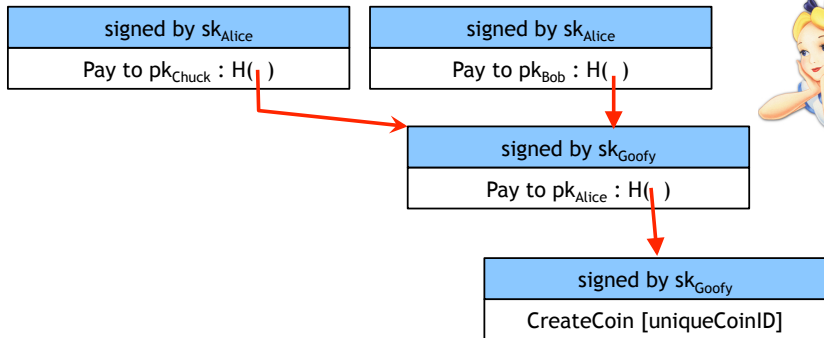 signed by skAlice
Pay to pkChuck : H( )
signed by skAlice
Pay to pkBob : H( )
signed by skGoofy
Pay to pkAlice : H( )
signed by skGoofy
CreateCoin [uniqueCoinID]